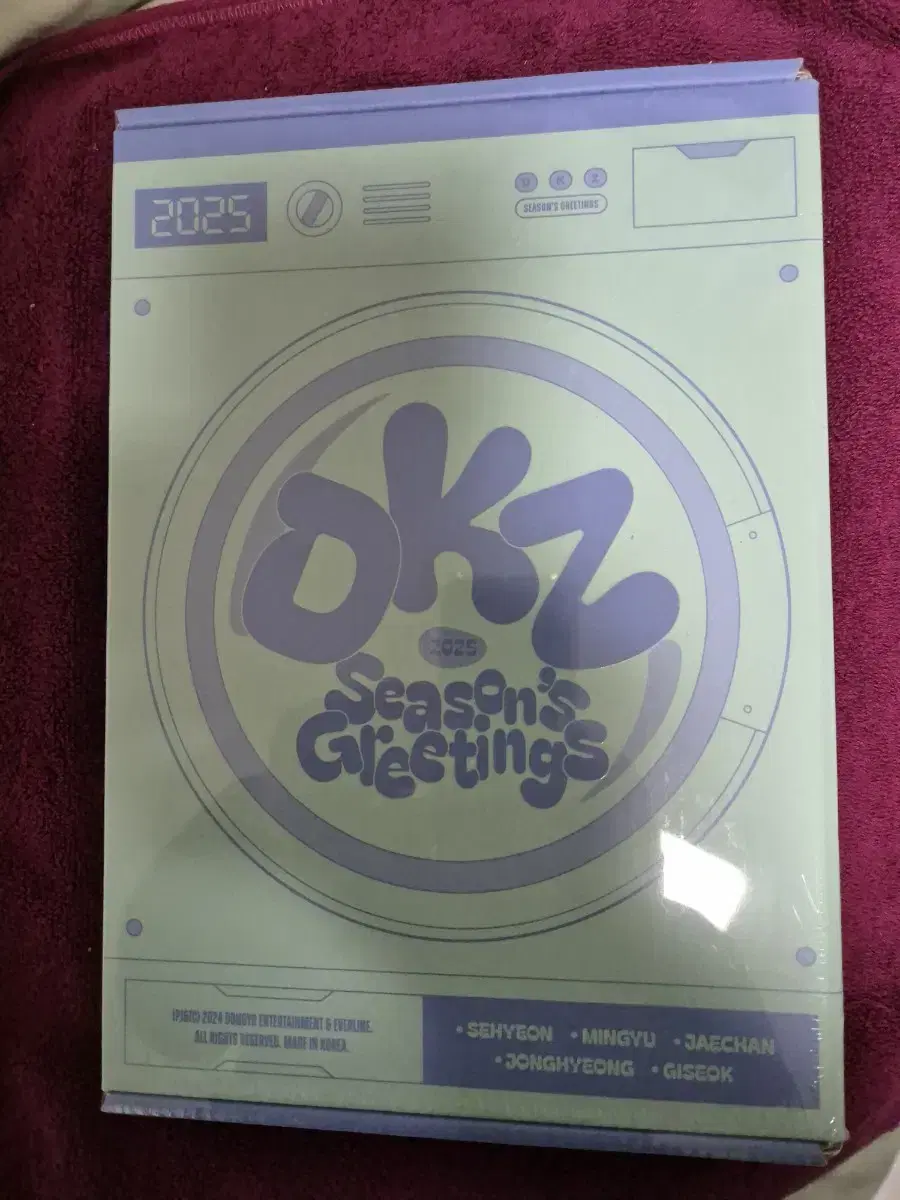 2025
D K Z
SEASON'S GREETINGS
DKZ
2025
Season's
Greetings
(P)&(C) 2024 DONGYO ENTERTAINMENT & EVERLINE.
ALL RIGHTS RESERVED. MADE IN KOREA.
• SEHYEON • MINGYU • JAECHAN
• JONGHYEONG • GISEOK